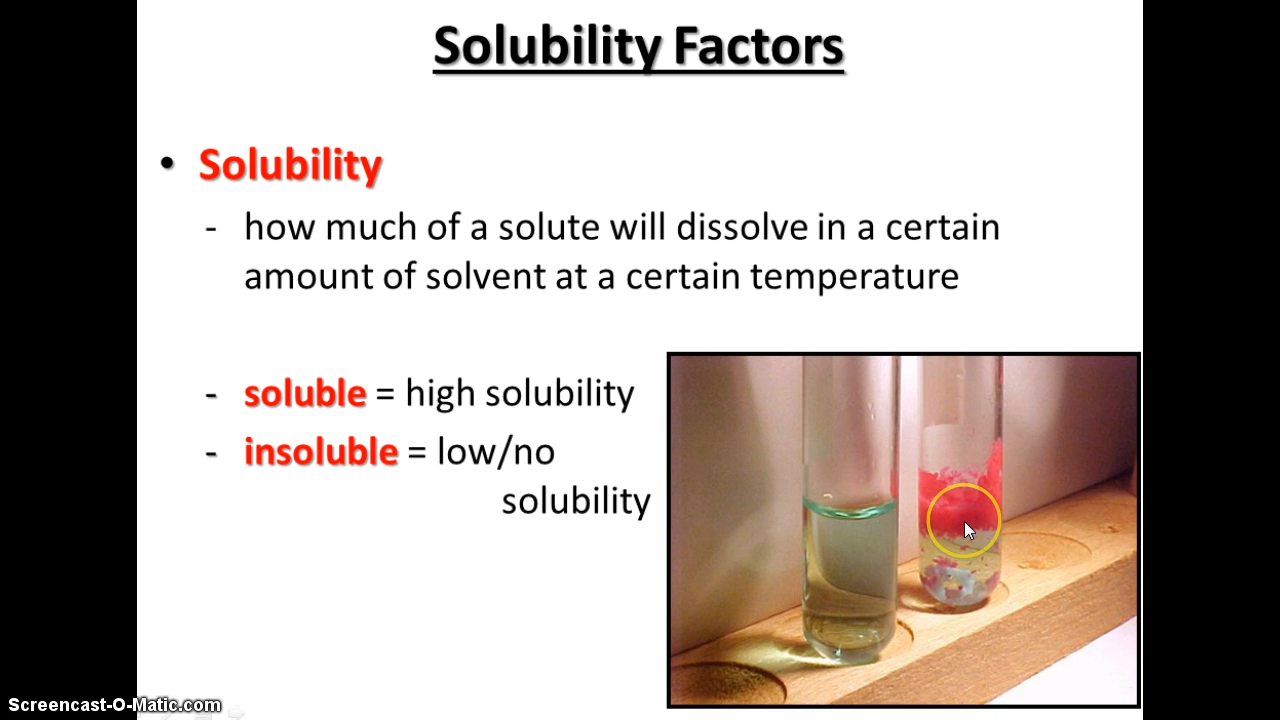 Solubility Factors
• Solubility
- how much of a solute will dissolve in a certain
amount of solvent at a certain temperature
- soluble = high solubility
- insoluble = low/no
solubility
Screencast-O-Matic.com